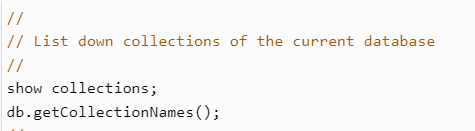 //
// List down collections of the current database
//
show collections;
db.getCollectionNames();
//